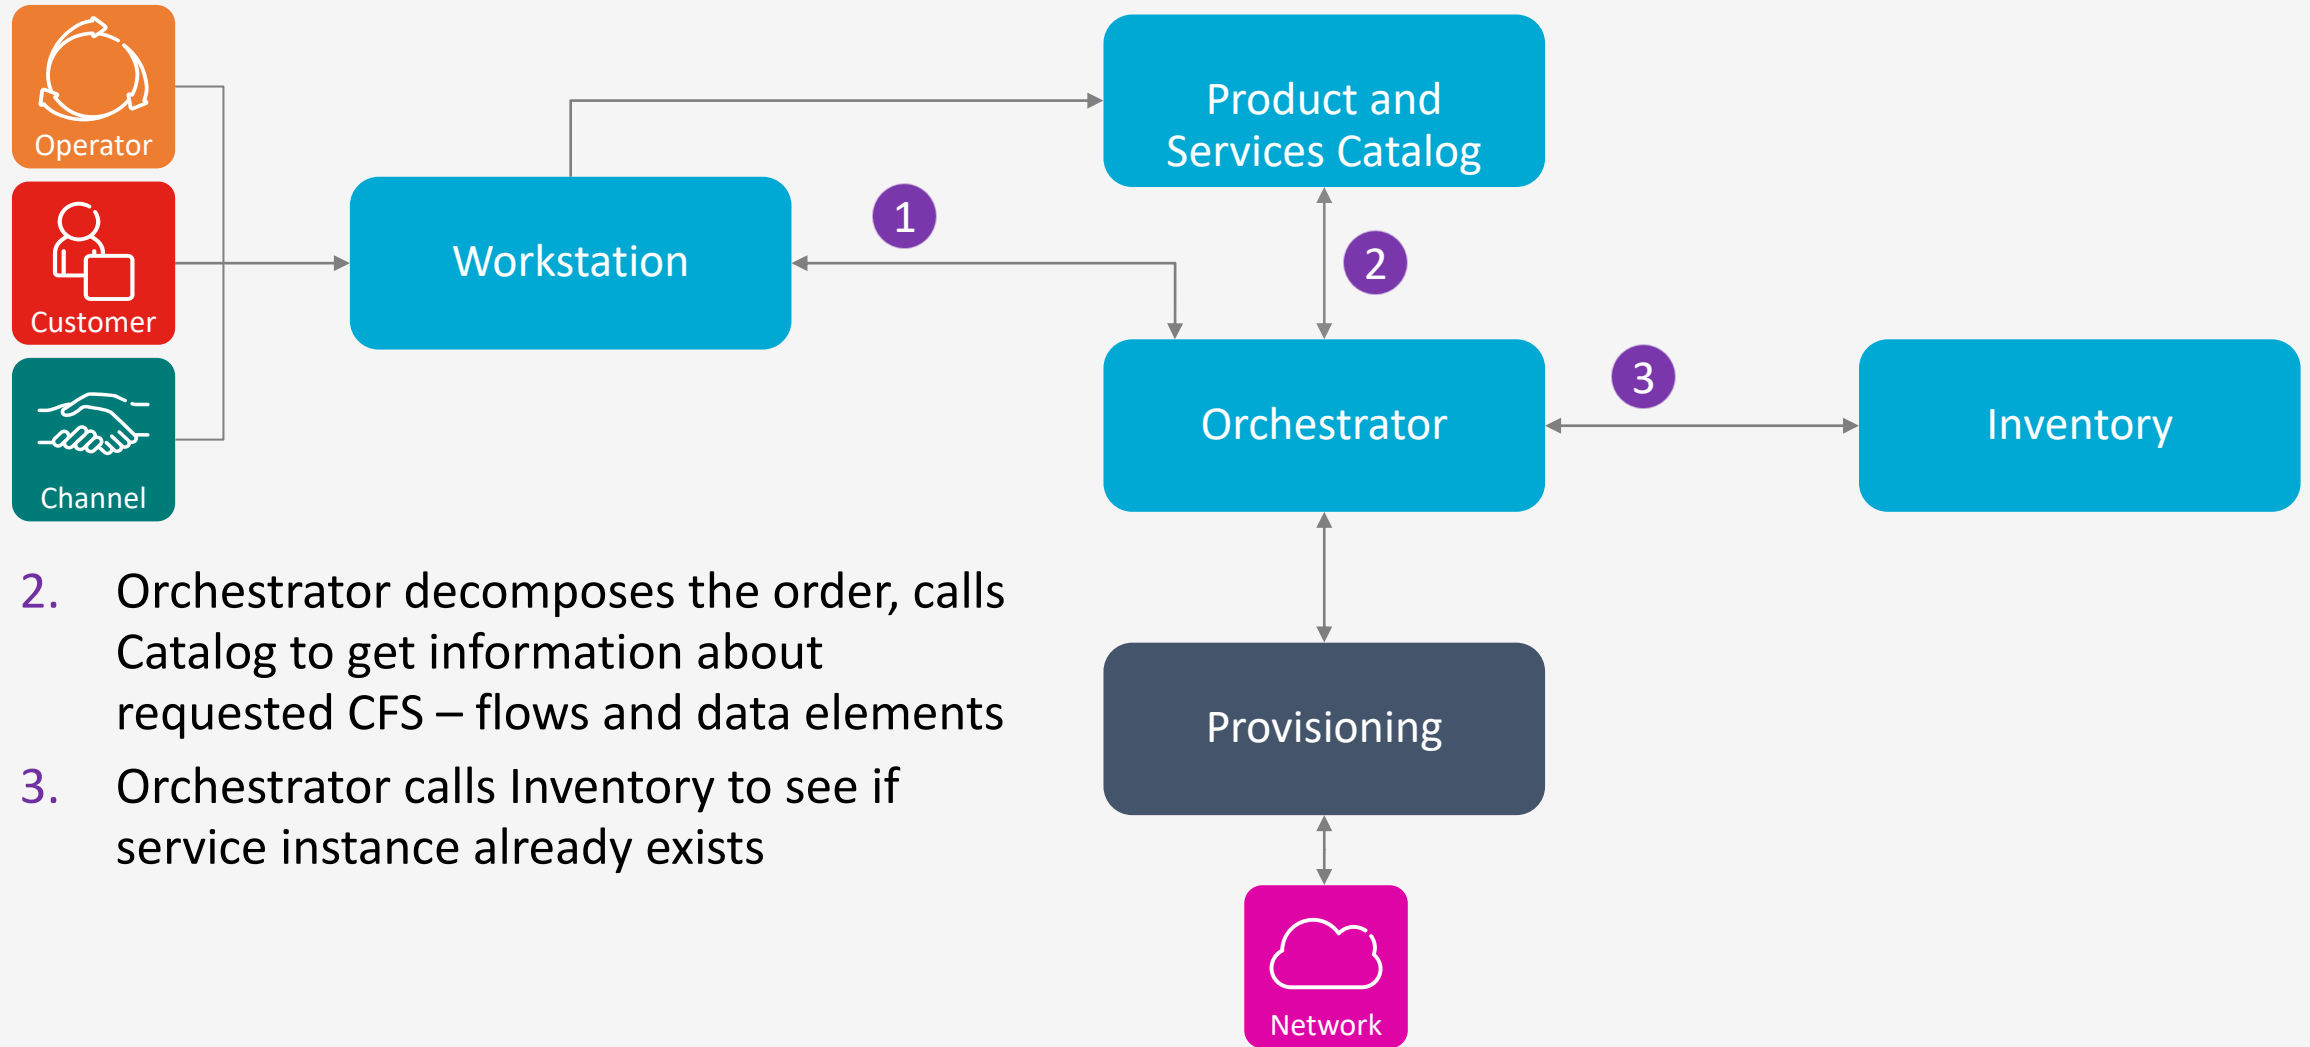 Operator
Customer
Channel
Workstation
1
Product and
Services Catalog
2
Orchestrator
3
Inventory
Provisioning
Network
2. Orchestrator decomposes the order, calls
Catalog to get information about
requested CFS – flows and data elements
3. Orchestrator calls Inventory to see if
service instance already exists